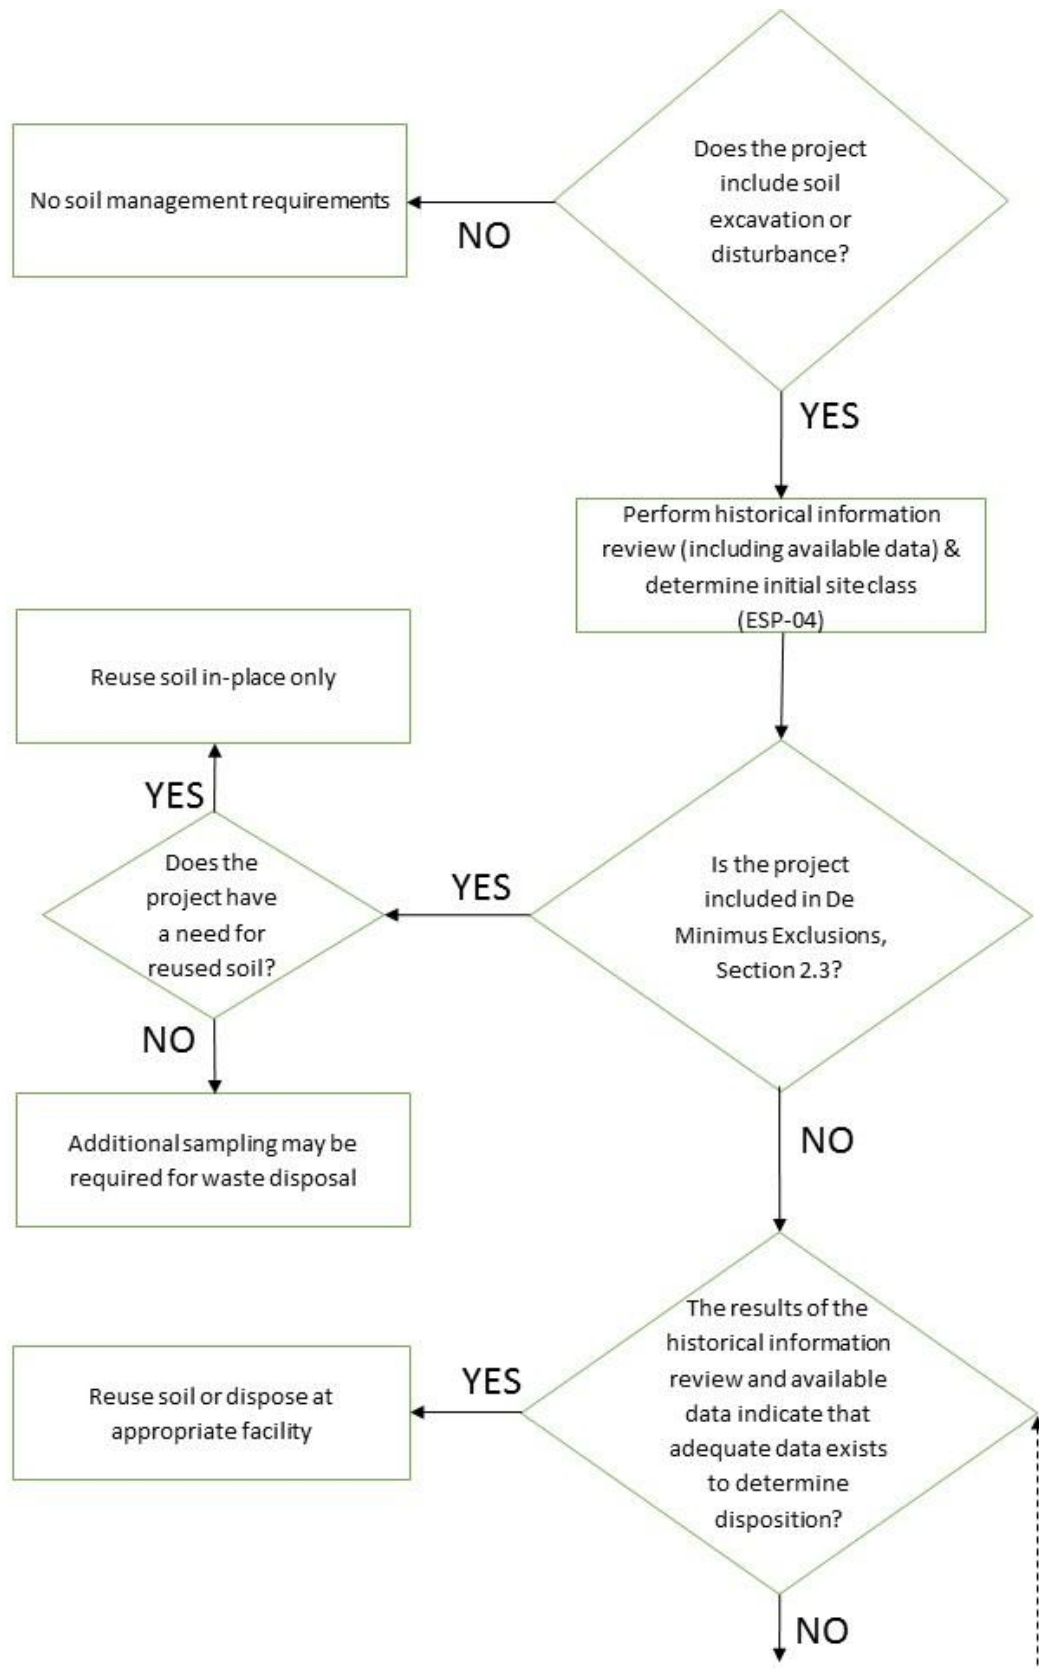 Does the project
include soil
excavation or
disturbance?
No soil management requirements
NO
YES
Perform historical information
review (including available data) &
determine initial site class
(ESP-04)
Reuse soil in-place only
YES
Does the
project have
a need for
reused soil?
YES
Is the project
included in De
Minimus Exclusions,
Section 2.3?
NO
Additional sampling may be
required for waste disposal
NO
The results of the
historical information
review and available
data indicate that
adequate data exists
to determine
disposition?
YES
Reuse soil or dispose at
appropriate facility
NO